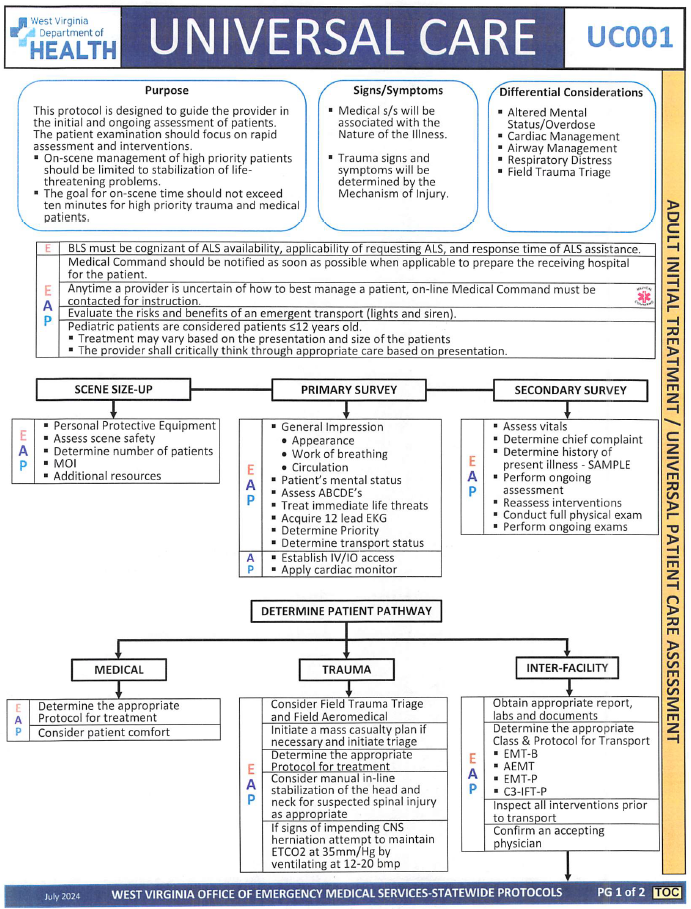 West Virginia
Department of
HEALTH
UNIVERSAL CARE
UC001
Purpose
This protocol is designed to guide the provider in
the initial and ongoing assessment of patients.
The patient examination should focus on rapid
assessment and interventions.
▪ On-scene management of high priority patients
should be limited to stabilization of life-
threatening problems.
▪ The goal for on-scene time should not exceed
ten minutes for high priority trauma and medical
patients.
Signs/Symptoms
▪ Medical s/s will be
associated with the
Nature of the Illness.
▪ Trauma signs and
symptoms will be
determined by the
Mechanism of Injury.
Differential Considerations
▪ Altered Mental
Status/Overdose
▪ Cardiac Management
▪ Airway Management
▪ Respiratory Distress
▪ Field Trauma Triage
E
BLS must be cognizant of ALS availability, applicability of requesting ALS, and response time of ALS assistance.
E
A
P
Medical Command should be notified as soon as possible when applicable to prepare the receiving hospital
for the patient.
Anytime a provider is uncertain of how to best manage a patient, on-line Medical Command must be
contacted for instruction.
Evaluate the risks and benefits of an emergent transport (lights and siren).
Pediatric patients are considered patients ≤12 years old.
▪ Treatment may vary based on the presentation and size of the patients
▪ The provider shall critically think through appropriate care based on presentation.
SCENE SIZE-UP
E
A
P
▪ Personal Protective Equipment
▪ Assess scene safety
▪ Determine number of patients
▪ MOI
▪ Additional resources
PRIMARY SURVEY
E
A
P
▪ General Impression
• Appearance
• Work of breathing
• Circulation
▪ Patient's mental status
▪ Assess ABCDE's
▪ Treat immediate life threats
▪ Acquire 12 lead EKG
▪ Determine Priority
▪ Determine transport status
A
P
▪ Establish IV/IO access
▪ Apply cardiac monitor
SECONDARY SURVEY
E
A
P
▪ Assess vitals
▪ Determine chief complaint
▪ Determine history of
present illness - SAMPLE
▪ Perform ongoing
assessment
▪ Reassess interventions
▪ Conduct full physical exam
▪ Perform ongoing exams
DETERMINE PATIENT PATHWAY
MEDICAL
E
A
P
Determine the appropriate
Protocol for treatment
Consider patient comfort
TRAUMA
E
A
P
Consider Field Trauma Triage
and Field Aeromedical
Initiate a mass casualty plan if
necessary and initiate triage
Determine the appropriate
Protocol for treatment
Consider manual in-line
stabilization of the head and
neck for suspected spinal injury
as appropriate
If signs of impending CNS
herniation attempt to maintain
ETCO2 at 35mm/Hg by
ventilating at 12-20 bmp
INTER-FACILITY
E
A
P
Obtain appropriate report,
labs and documents
Determine the appropriate
Class & Protocol for Transport
▪ EMT-B
▪ AEMT
▪ EMT-P
▪ C3-IFT-P
Inspect all interventions prior
to transport
Confirm an accepting
physician
ADULT INITIAL TREATMENT / UNIVERSAL PATIENT CARE ASSESSMENT
July 2024
WEST VIRGINIA OFFICE OF EMERGENCY MEDICAL SERVICES-STATEWIDE PROTOCOLS
PG 1 of 2
TOC